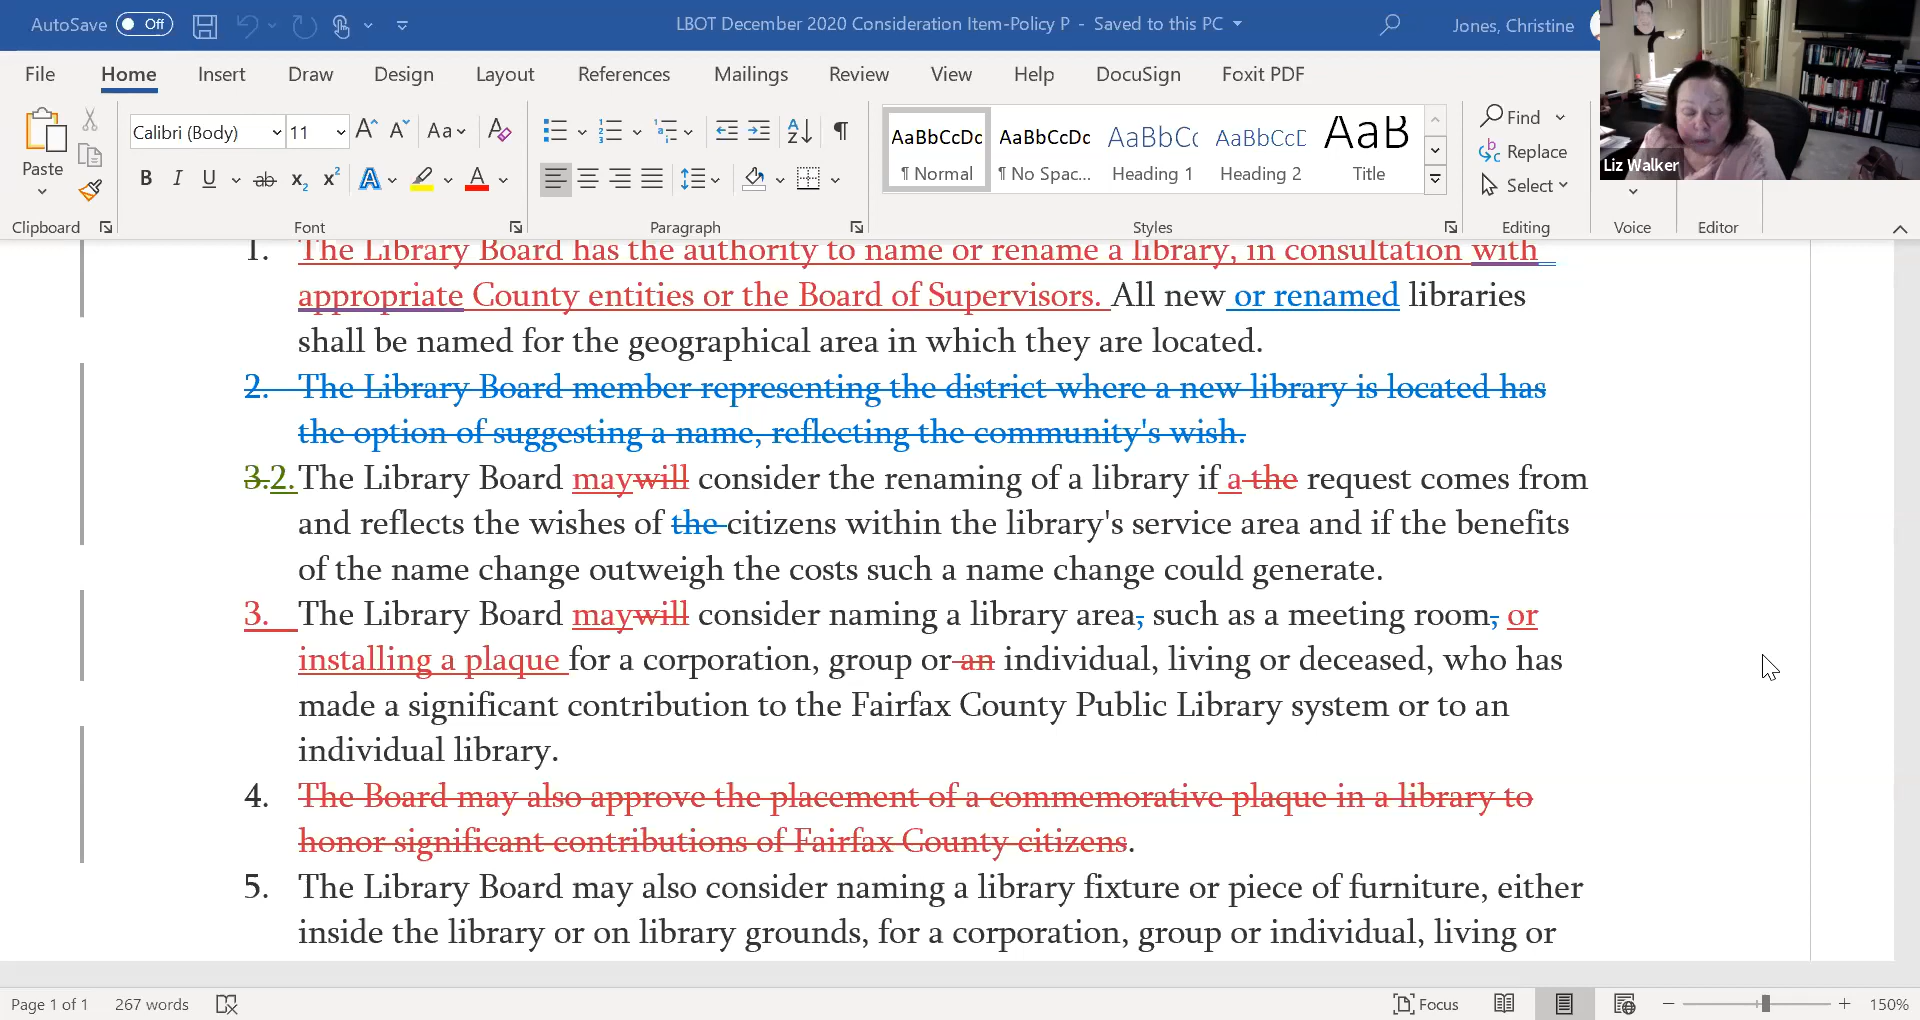 AutoSave Off LBOT December 2020 Consideration Item-Policy P - Saved to this PC Jones, Christine
File Home Insert Draw Design Layout References Mailings Review View Help DocuSign Foxit PDF
Liz Walker
Paste
Calibri (Body) 11
Aa
B I U ab x2 x2 A A
AaBbCcDc AaBbCcDc AaBbCc AaBbCcD AaB
¶ Normal ¶ No Spac... Heading 1 Heading 2 Title
Find
Replace
Select
Clipboard Font Paragraph Styles Editing Voice Editor
1. The Library Board has the authority to name or rename a library, in consultation with
appropriate County entities or the Board of Supervisors. All new or renamed libraries
shall be named for the geographical area in which they are located.
2. The Library Board member representing the district where a new library is located has
the option of suggesting a name, reflecting the community's wish.
3.2. The Library Board maywill consider the renaming of a library if a the request comes from
and reflects the wishes of the citizens within the library's service area and if the benefits
of the name change outweigh the costs such a name change could generate.
3. The Library Board maywill consider naming a library area, such as a meeting room, or
installing a plaque for a corporation, group or an individual, living or deceased, who has
made a significant contribution to the Fairfax County Public Library system or to an
individual library.
4. The Board may also approve the placement of a commemorative plaque in a library to
honor significant contributions of Fairfax County citizens.
5. The Library Board may also consider naming a library fixture or piece of furniture, either
inside the library or on library grounds, for a corporation, group or individual, living or
Page 1 of 1 267 words Focus 150%